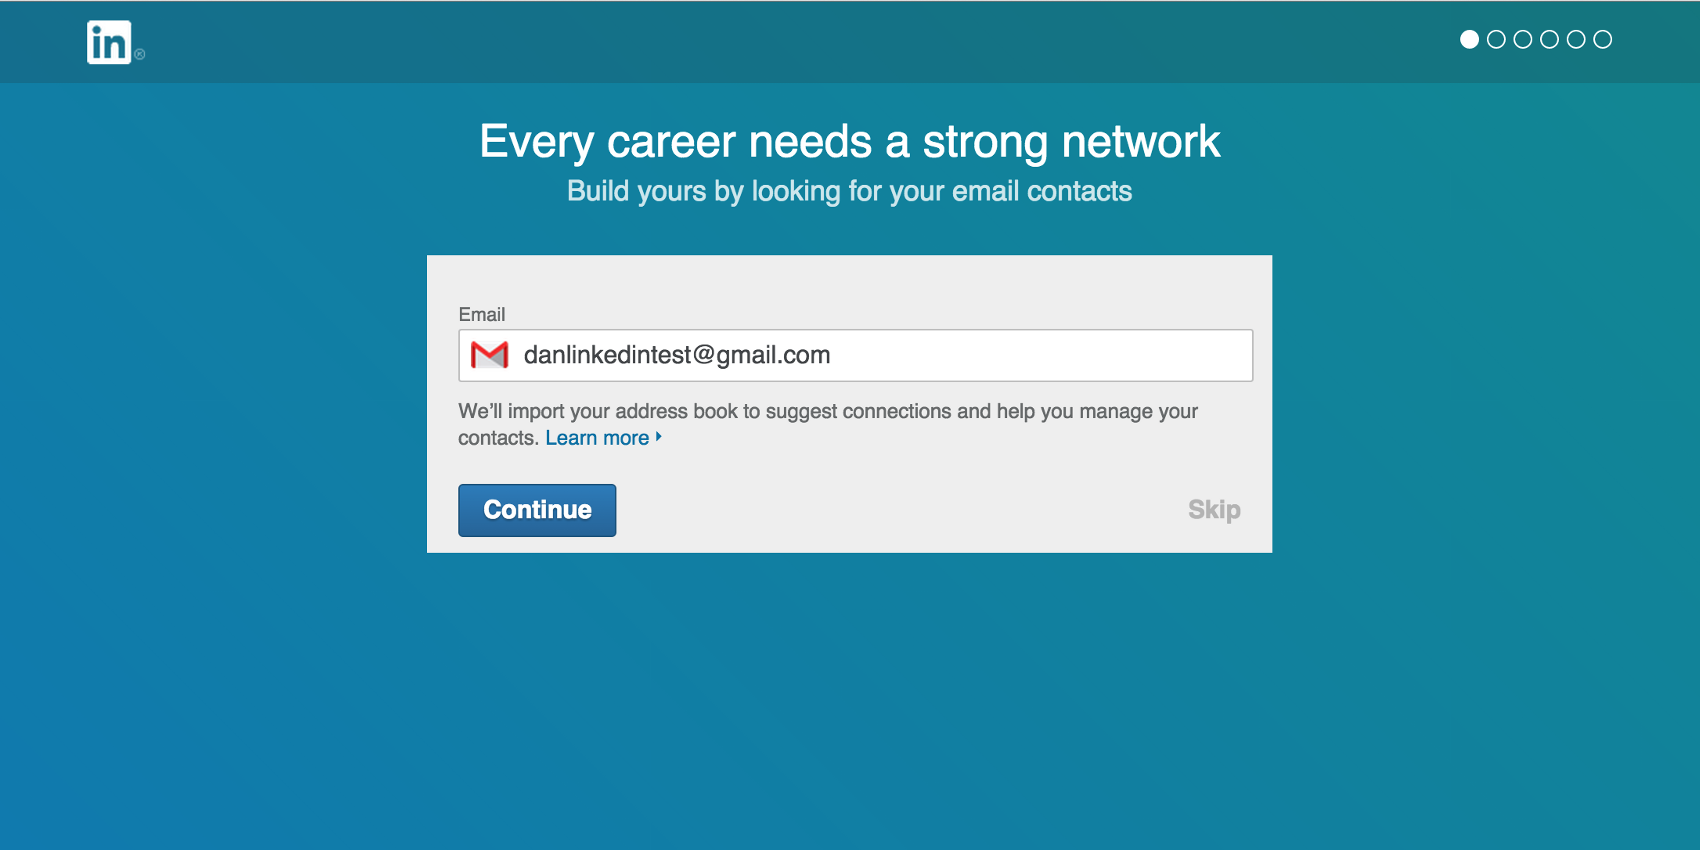 in®
Every career needs a strong network
Build yours by looking for your email contacts
Email
danlinkedintest@gmail.com
We'll import your address book to suggest connections and help you manage your
contacts. Learn more
Continue
Skip